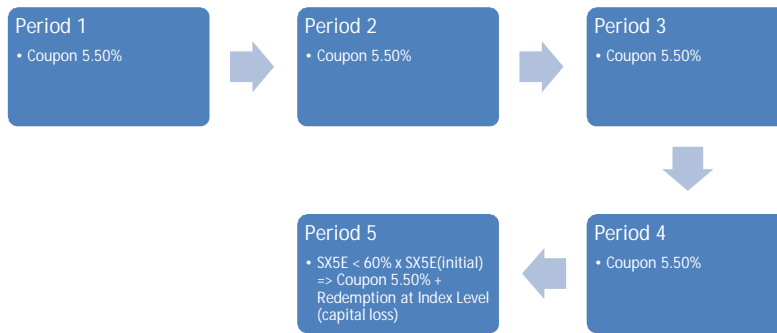 Period 1
• Coupon 5.50%
Period 2
• Coupon 5.50%
Period 3
• Coupon 5.50%
Period 4
• Coupon 5.50%
Period 5
• SX5E < 60% x SX5E(initial)
=> Coupon 5.50% +
Redemption at Index Level
(capital loss)